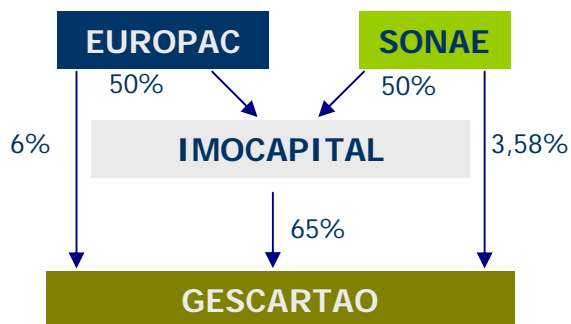 EUROPAC
SONAE
50%
50%
6%
IMOCAPITAL
3,58%
65%
GESCARTAO